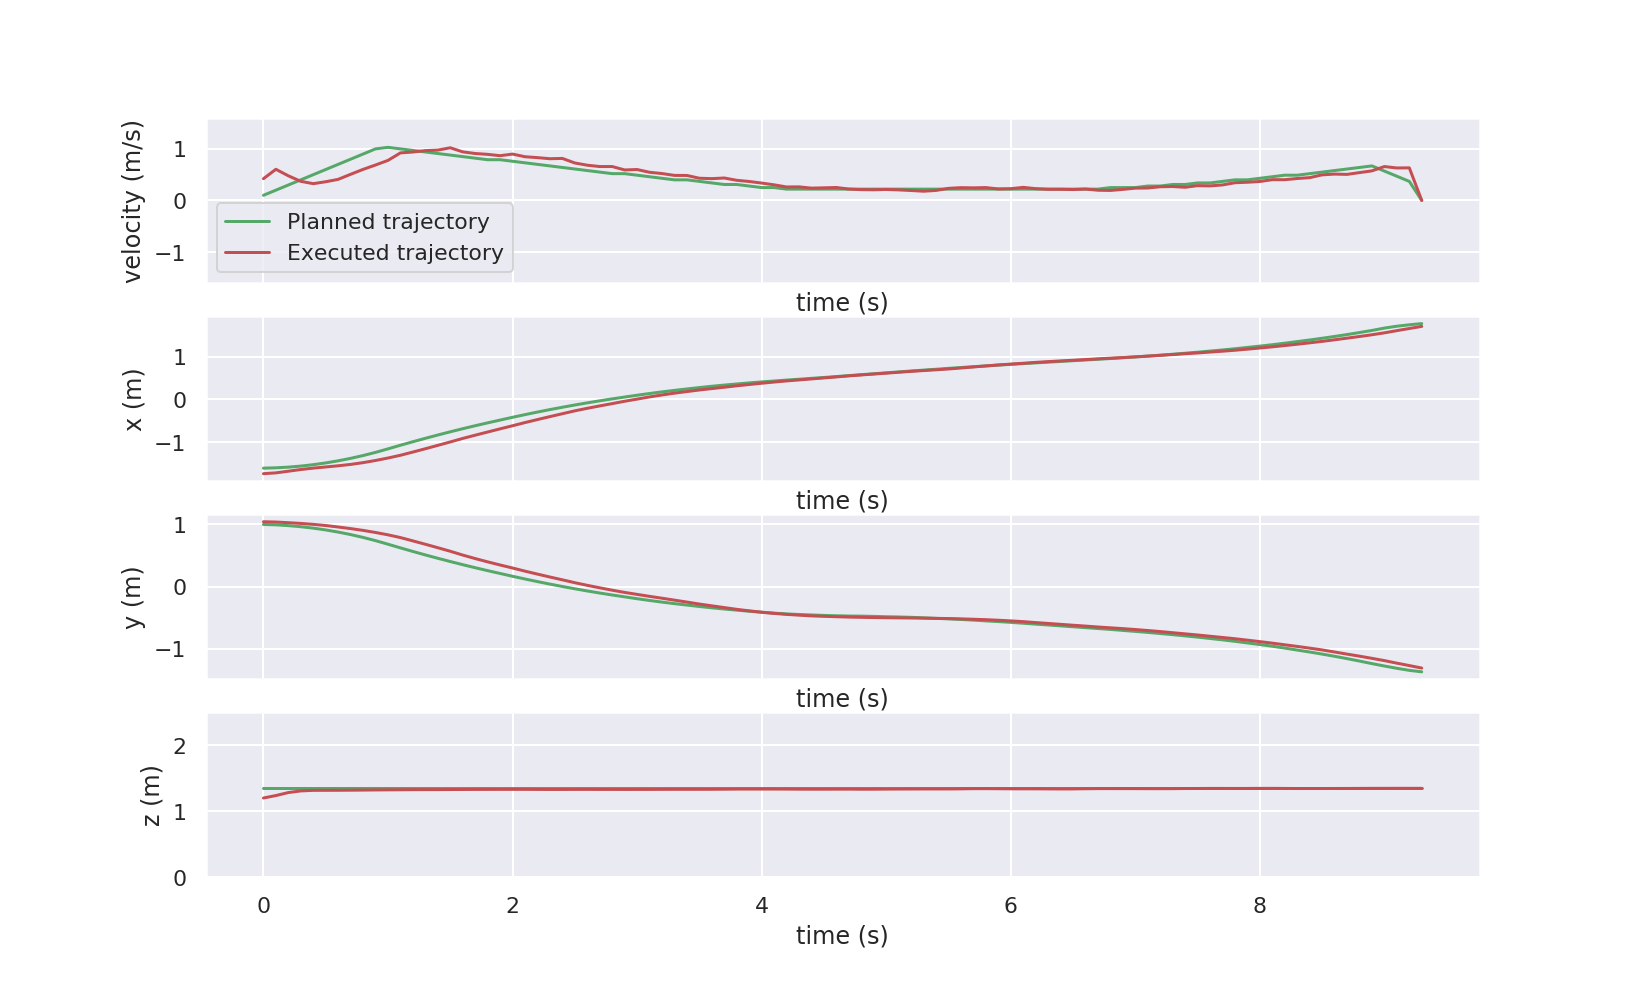 velocity (m/s)
1
0
−1
Planned trajectory
Executed trajectory
time (s)
x (m)
1
0
−1
time (s)
y (m)
1
0
−1
time (s)
z (m)
2
1
0
0 2 4 6 8
time (s)